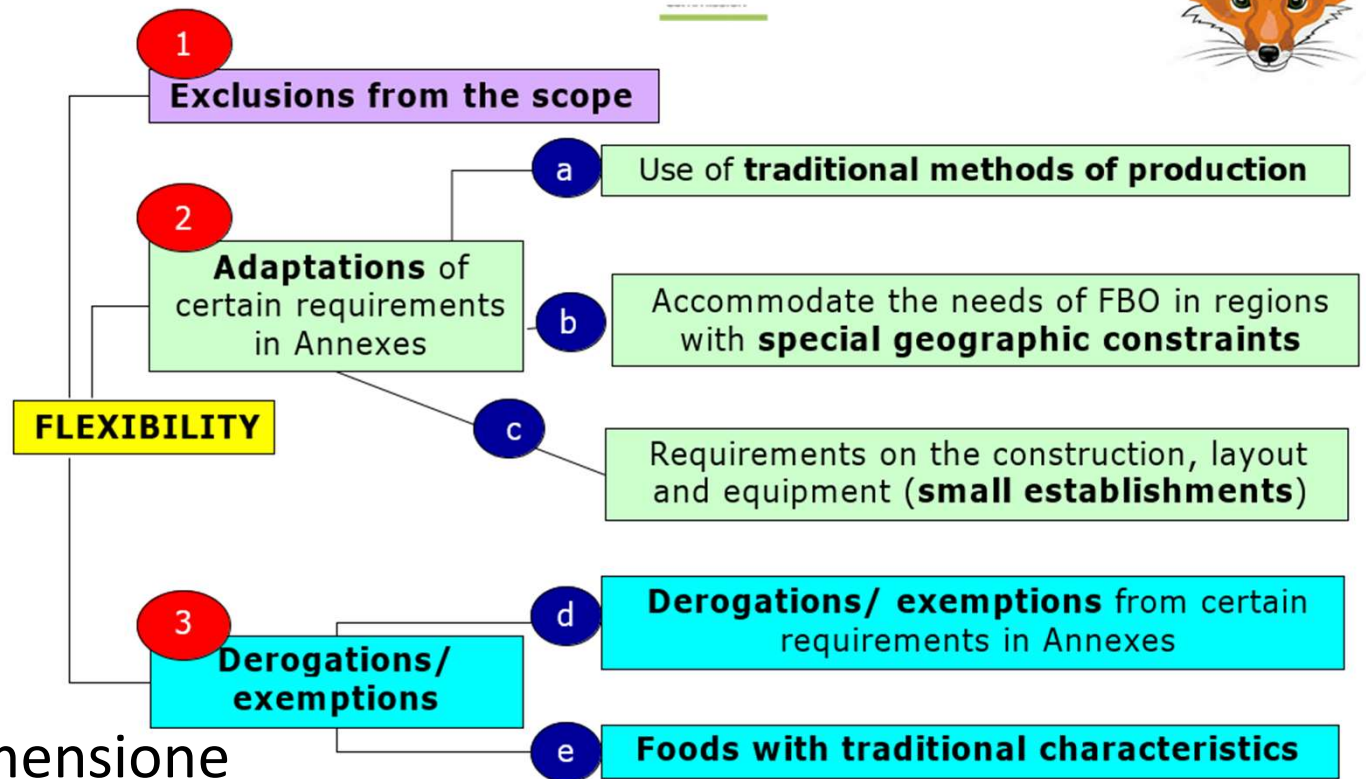 1
Exclusions from the scope
a
Use of traditional methods of production
2
Adaptations of
certain requirements
in Annexes
b
Accommodate the needs of FBO in regions
with special geographic constraints
FLEXIBILITY
c
Requirements on the construction, layout
and equipment (small establishments)
3
Derogations/
exemptions
d
Derogations/ exemptions from certain
requirements in Annexes
e
Foods with traditional characteristics